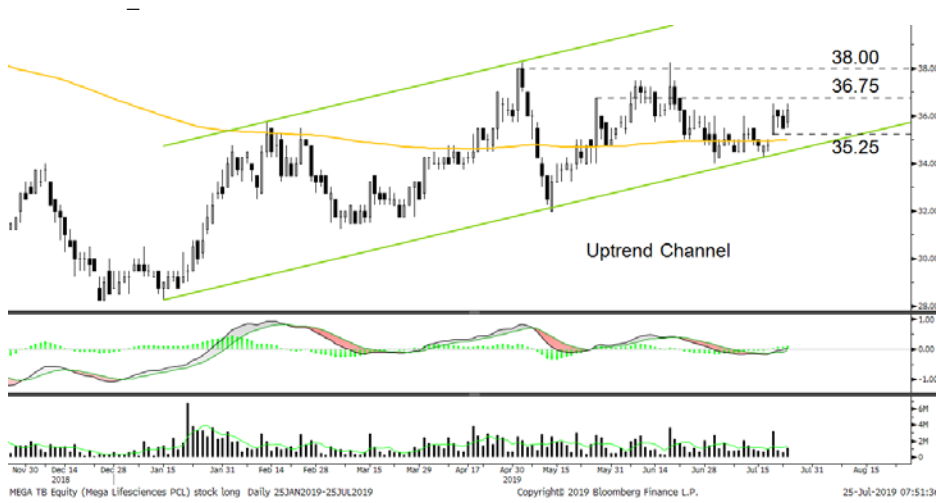 38.00
36.75
35.25
Uptrend Channel
38.00
36.00
34.00
32.00
30.00
28.00
1.00
0.00
-1.00
6M
4M
2M
0
Nov 30 Dec 14 Dec 28 Jan 15 Jan 31 Feb 14 Feb 28 Mar 15 Mar 29 Apr 17 Apr 30 May 15 May 31 Jun 14 Jun 28 Jul 15 Jul 31 Aug 15
2018 2019
MEGA TB Equity (Mega Lifesciences PCL) stock long Daily 25JAN2019-25JUL2019 Copyright© 2019 Bloomberg Finance L.P. 25-Jul-2019 07:51:3